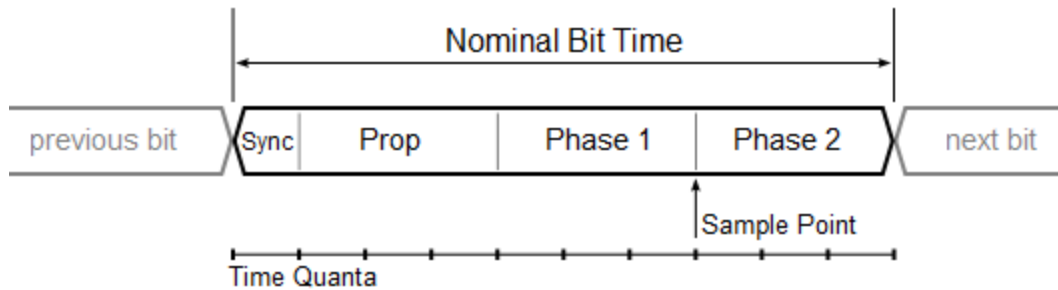 Nominal Bit Time
previous bit
Sync
Prop
Phase 1
Phase 2
next bit
Sample Point
Time Quanta